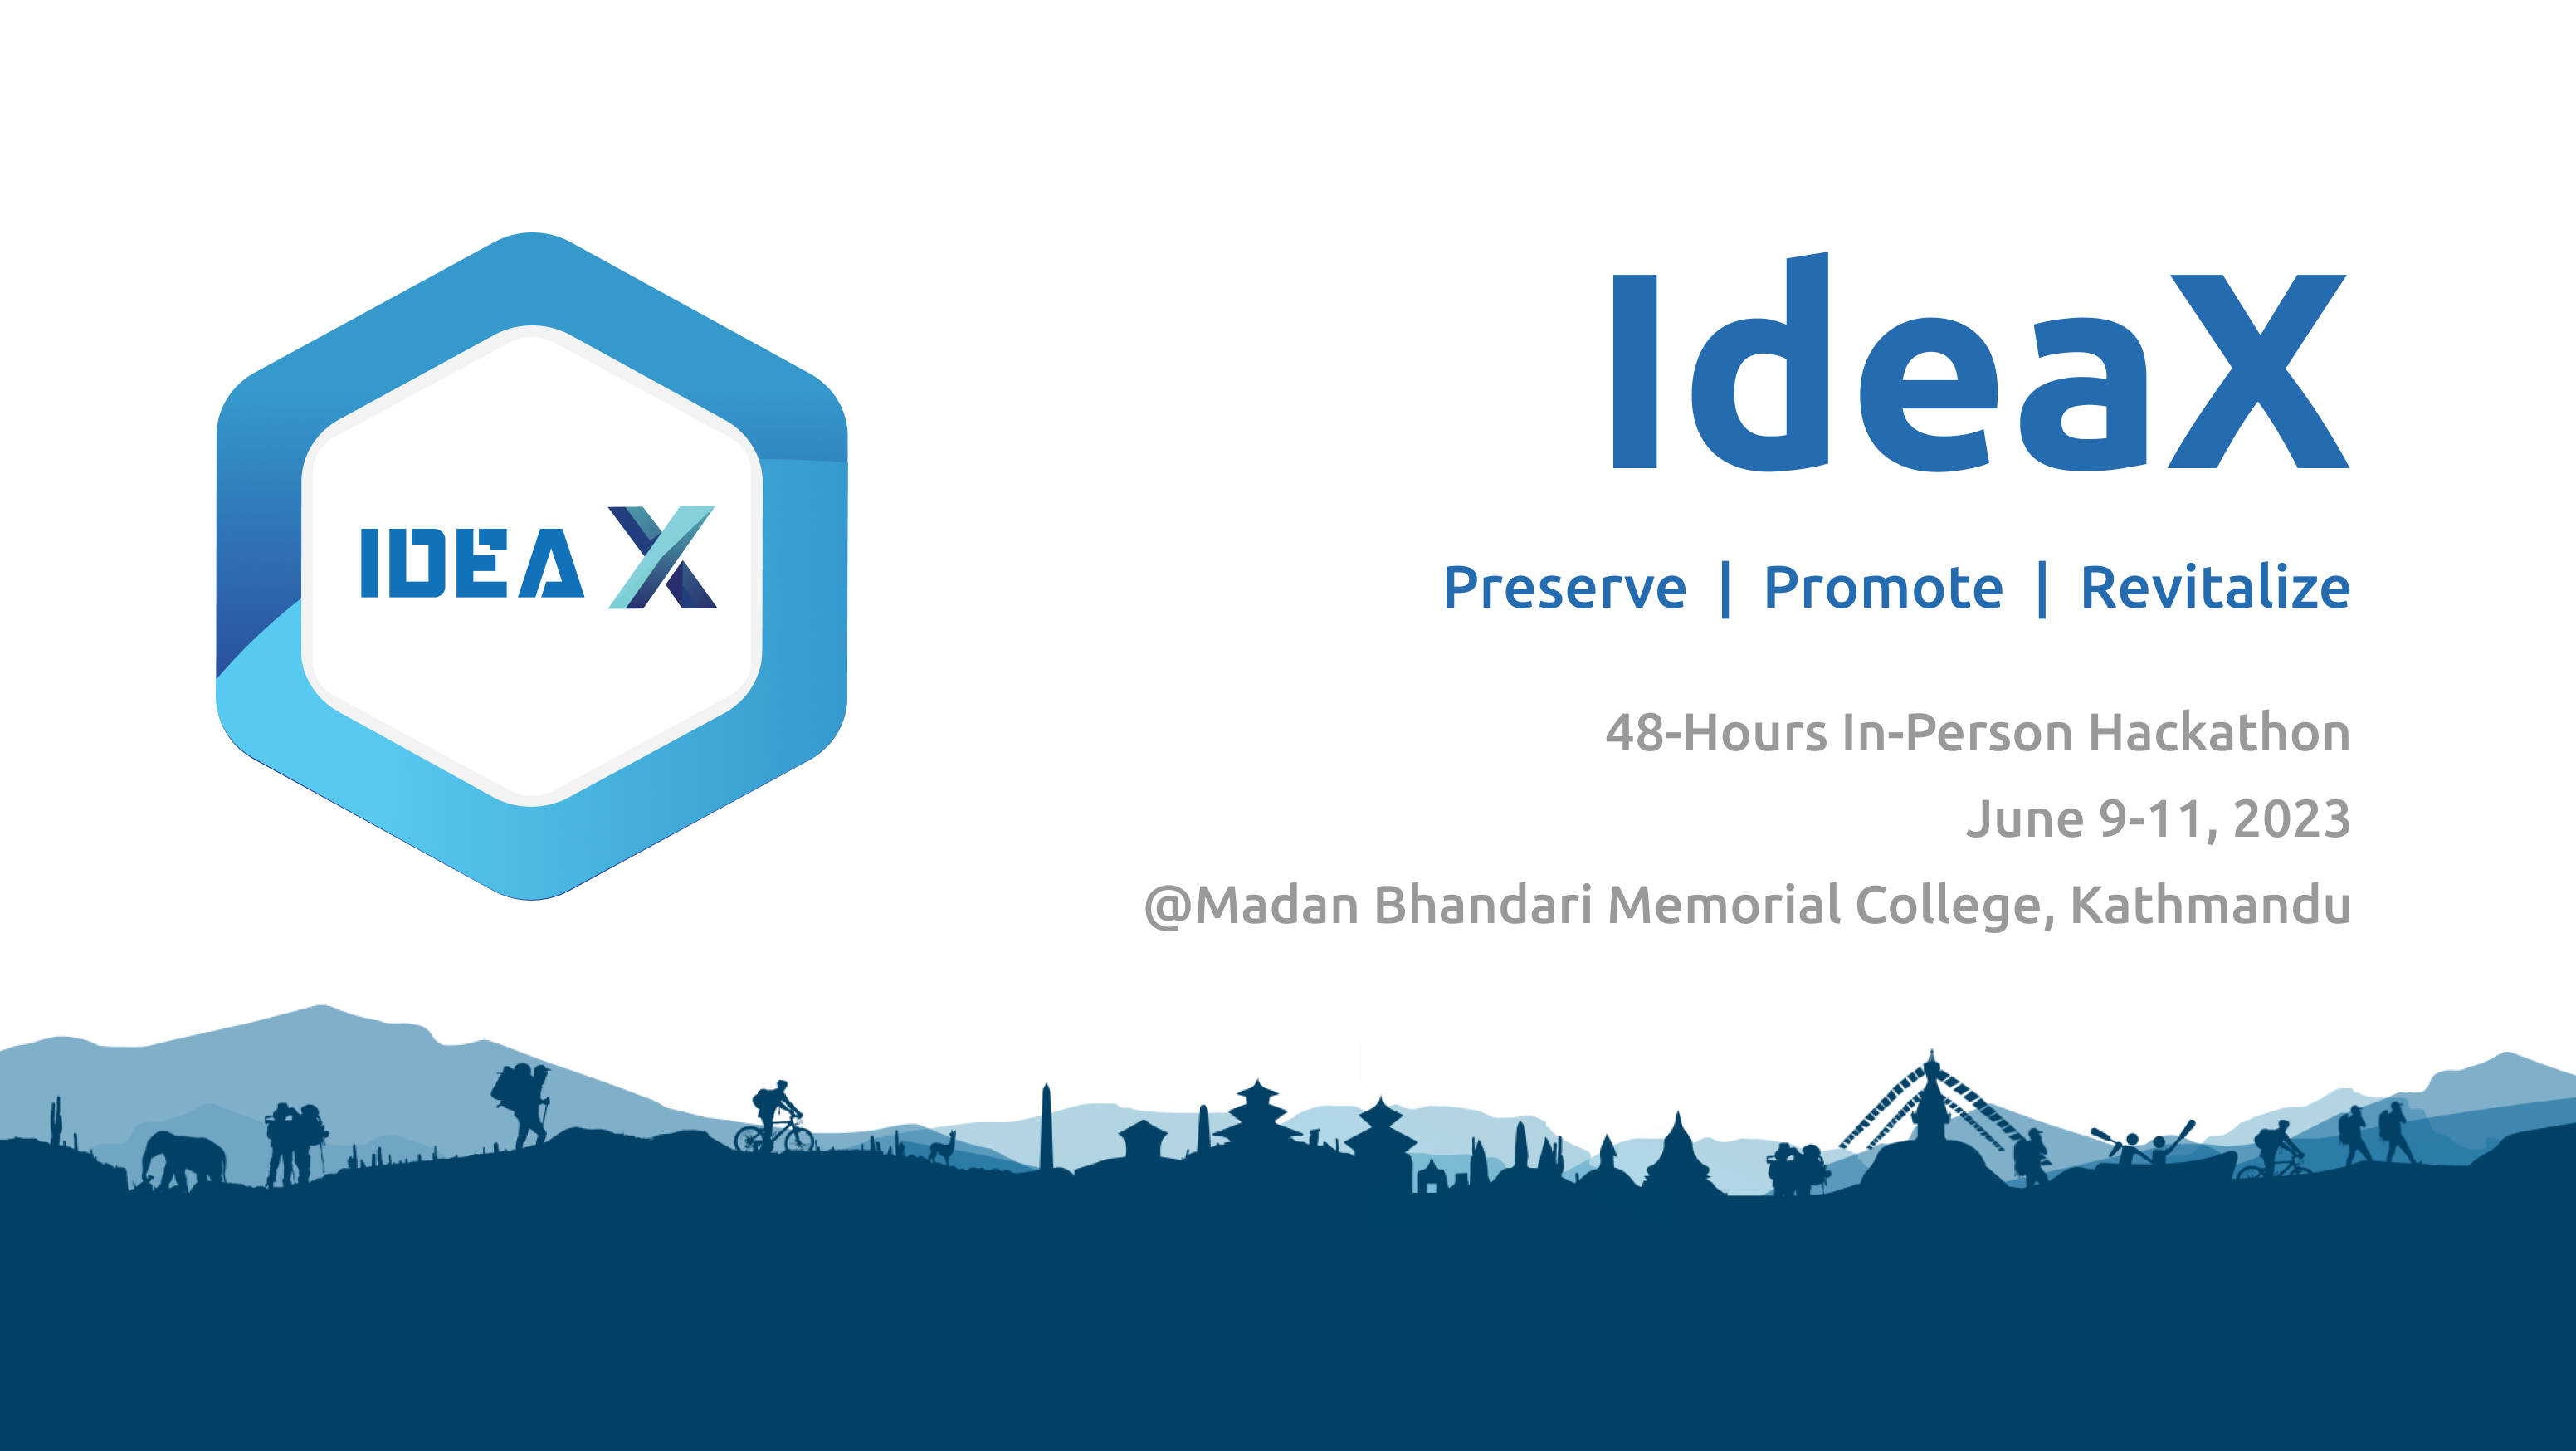 IDEA X
IdeaX
Preserve | Promote | Revitalize
48-Hours In-Person Hackathon
June 9-11, 2023
@Madan Bhandari Memorial College, Kathmandu